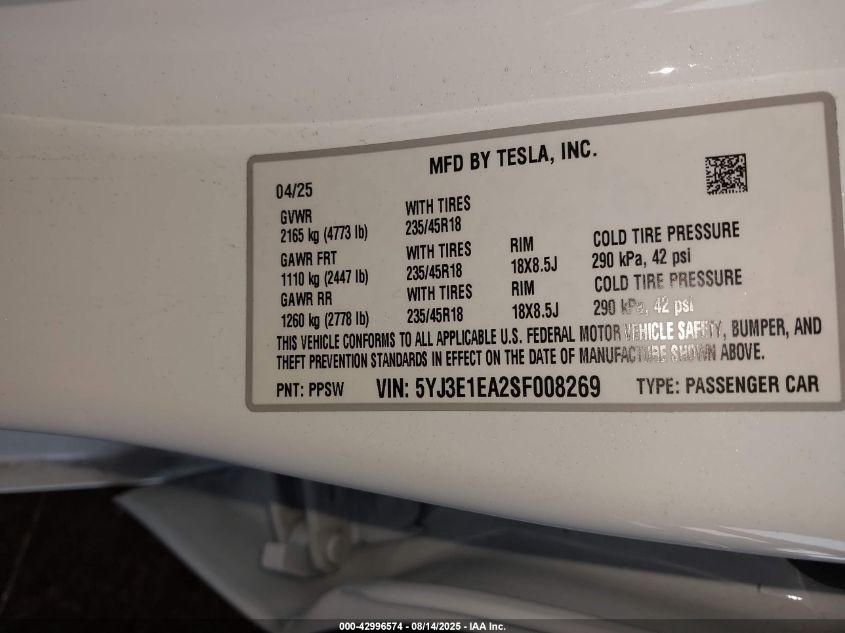 MFD BY TESLA, INC.
04/25
GVWR WITH TIRES
2165 kg (4773 lb) 235/45R18
GAWR FRT WITH TIRES RIM COLD TIRE PRESSURE
1110 kg (2447 lb) 235/45R18 18X8.5J 290 kPa, 42 psi
GAWR RR WITH TIRES RIM COLD TIRE PRESSURE
1260 kg (2778 lb) 235/45R18 18X8.5J 290 kPa, 42 psi
THIS VEHICLE CONFORMS TO ALL APPLICABLE U.S. FEDERAL MOTOR VEHICLE SAFETY, BUMPER, AND
THEFT PREVENTION STANDARDS IN EFFECT ON THE DATE OF MANUFACTURE SHOWN ABOVE.
PNT: PPSW VIN: 5YJ3E1EA2SF008269 TYPE: PASSENGER CAR
000-42996574 - 08/14/2025 - IAA Inc.